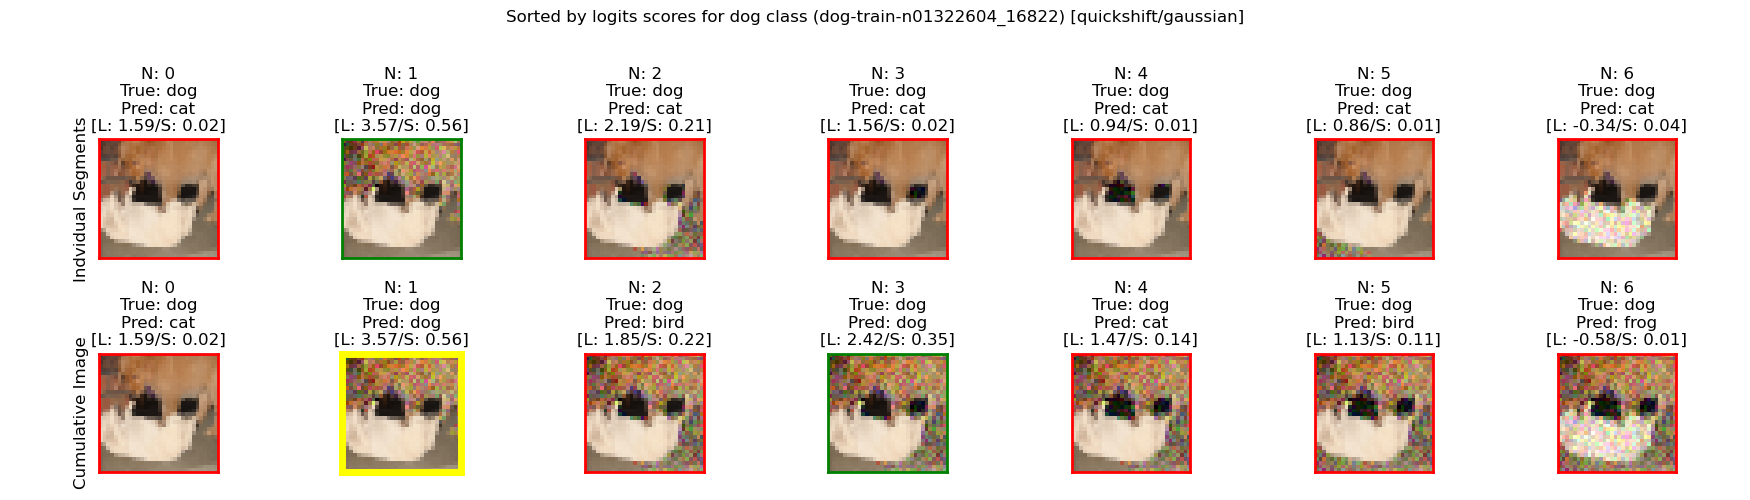 Sorted by logits scores for dog class (dog-train-n01322604_16822) [quickshift/gaussian]
Indvidual Segments
N: 0
True: dog
Pred: cat
[L: 1.59/S: 0.02]
N: 1
True: dog
Pred: dog
[L: 3.57/S: 0.56]
N: 2
True: dog
Pred: cat
[L: 2.19/S: 0.21]
N: 3
True: dog
Pred: cat
[L: 1.56/S: 0.02]
N: 4
True: dog
Pred: cat
[L: 0.94/S: 0.01]
N: 5
True: dog
Pred: cat
[L: 0.86/S: 0.01]
N: 6
True: dog
Pred: cat
[L: -0.34/S: 0.04]
Cumulative Image
N: 0
True: dog
Pred: cat
[L: 1.59/S: 0.02]
N: 1
True: dog
Pred: dog
[L: 3.57/S: 0.56]
N: 2
True: dog
Pred: bird
[L: 1.85/S: 0.22]
N: 3
True: dog
Pred: dog
[L: 2.42/S: 0.35]
N: 4
True: dog
Pred: cat
[L: 1.47/S: 0.14]
N: 5
True: dog
Pred: bird
[L: 1.13/S: 0.11]
N: 6
True: dog
Pred: frog
[L: -0.58/S: 0.01]